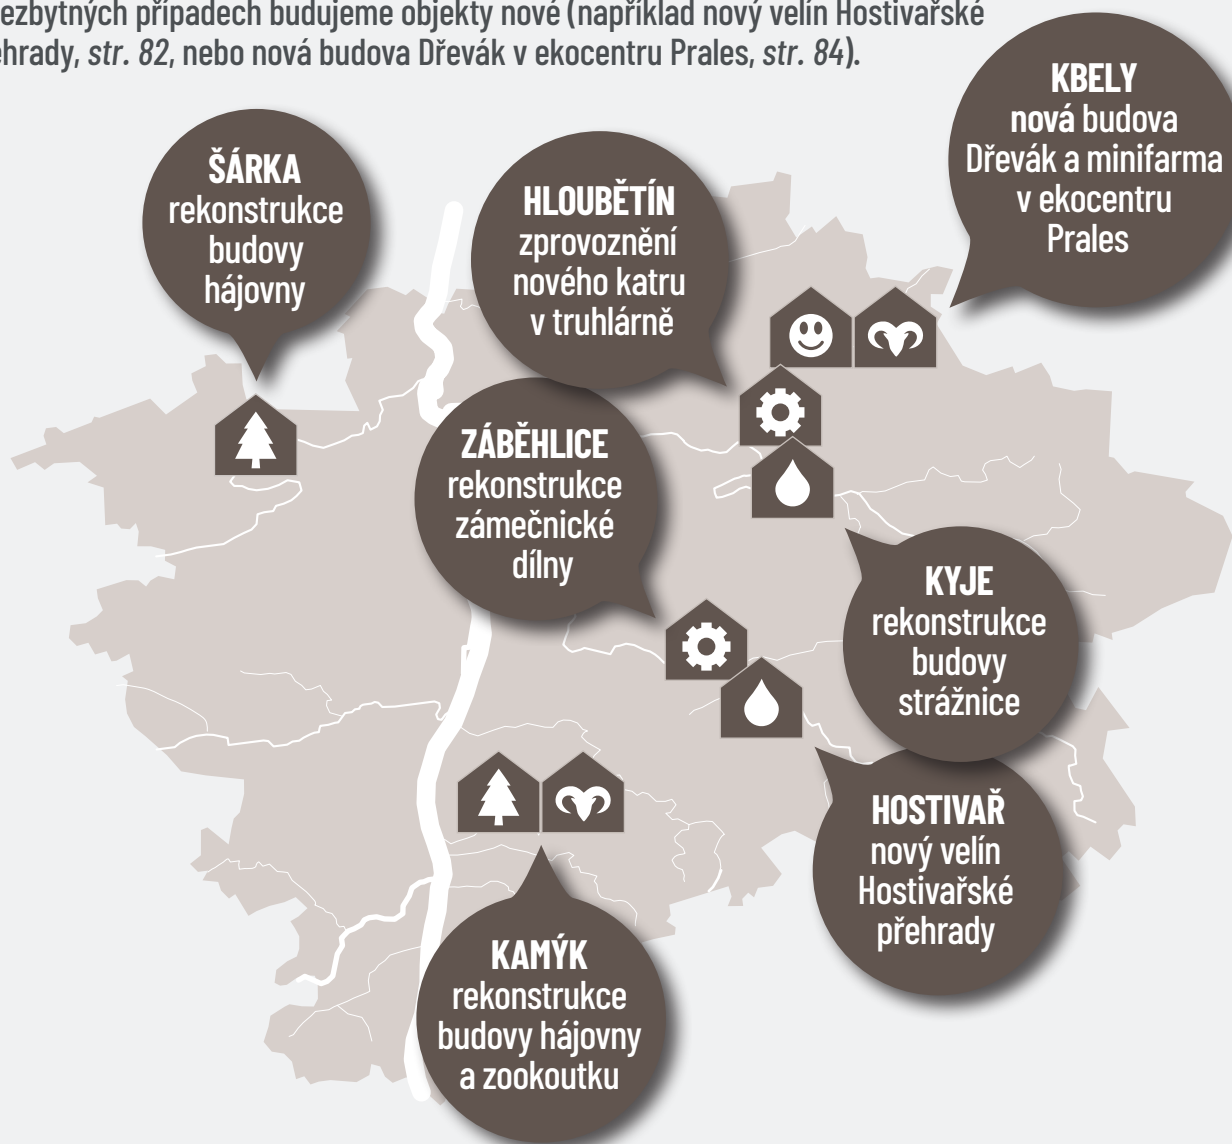 ezbytných případech budujeme objekty nové (například nový velín Hostivařské
hrady, str. 82, nebo nová budova Dřevák v ekocentru Prales, str. 84).
KBELY
nová budova
Dřevák a minifarma
v ekocentru
Prales
ŠÁRKA
rekonstrukce
budovy
hájovny
HLOUBĚTÍN
zprovoznění
nového katru
v truhlárně
ZÁBĚHLICE
rekonstrukce
zámečnické
dílny
KYJE
rekonstrukce
budovy
strážnice
HOSTIVAŘ
nový velín
Hostivařské
přehrady
KAMÝK
rekonstrukce
budovy hájovny
a zookoutku